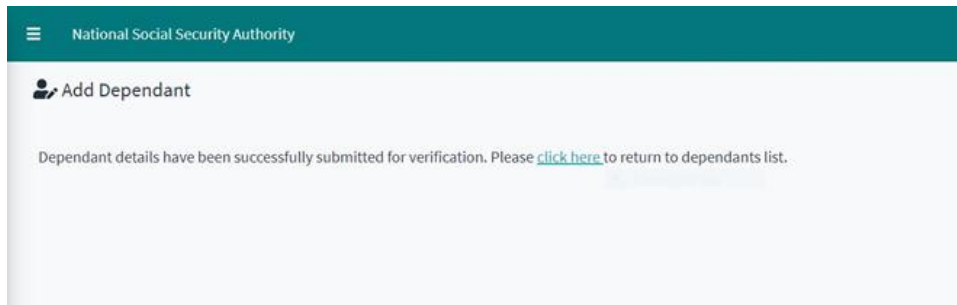 National Social Security Authority
Add Dependant
Dependant details have been successfully submitted for verification. Please click here to return to dependants list.